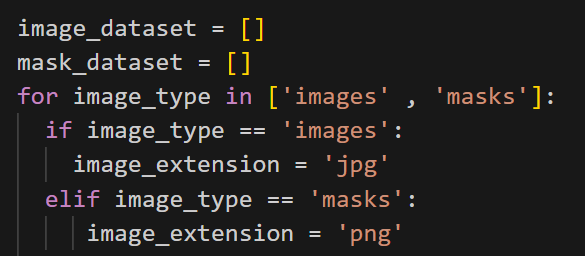 image_dataset = []
mask_dataset = []
for image_type in ['images' , 'masks']:
  if image_type == 'images':
    image_extension = 'jpg'
  elif image_type == 'masks':
     image_extension = 'png'